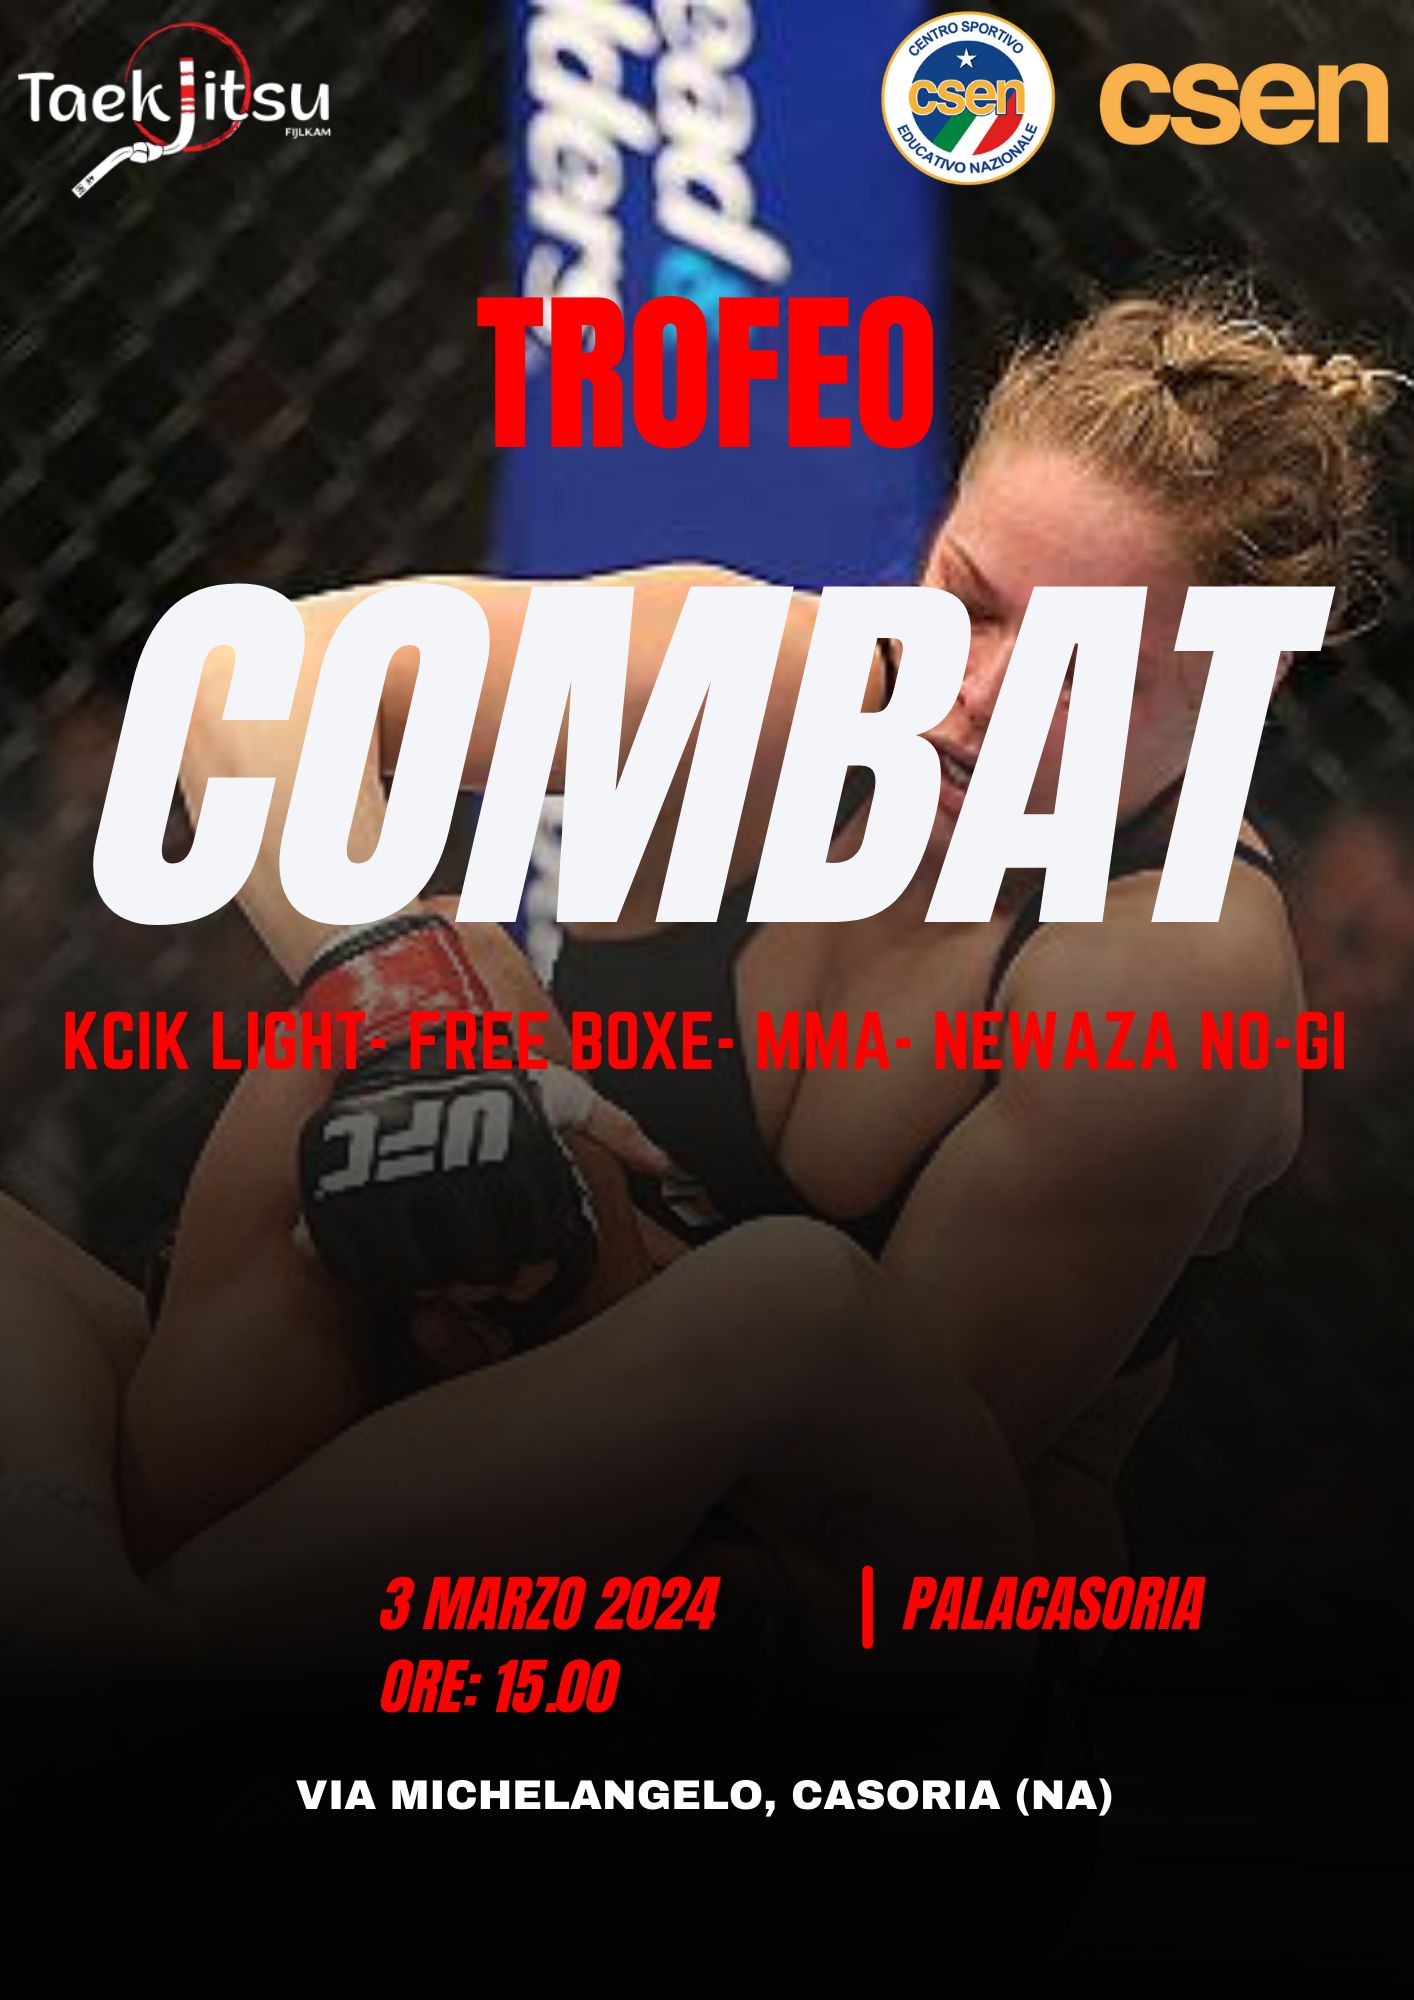 Taekjitsu
FIJLKAM
CENTRO SPORTIVO
csen
EDUCATIVO NAZIONALE
csen
TROFEO
COMBAT
KCIK LIGHT- FREE BOXE- MMA- NEWAZA NO-GI
UFC
3 MARZO 2024
PALACASORIA
ORE: 15.00
VIA MICHELANGELO, CASORIA (NA)